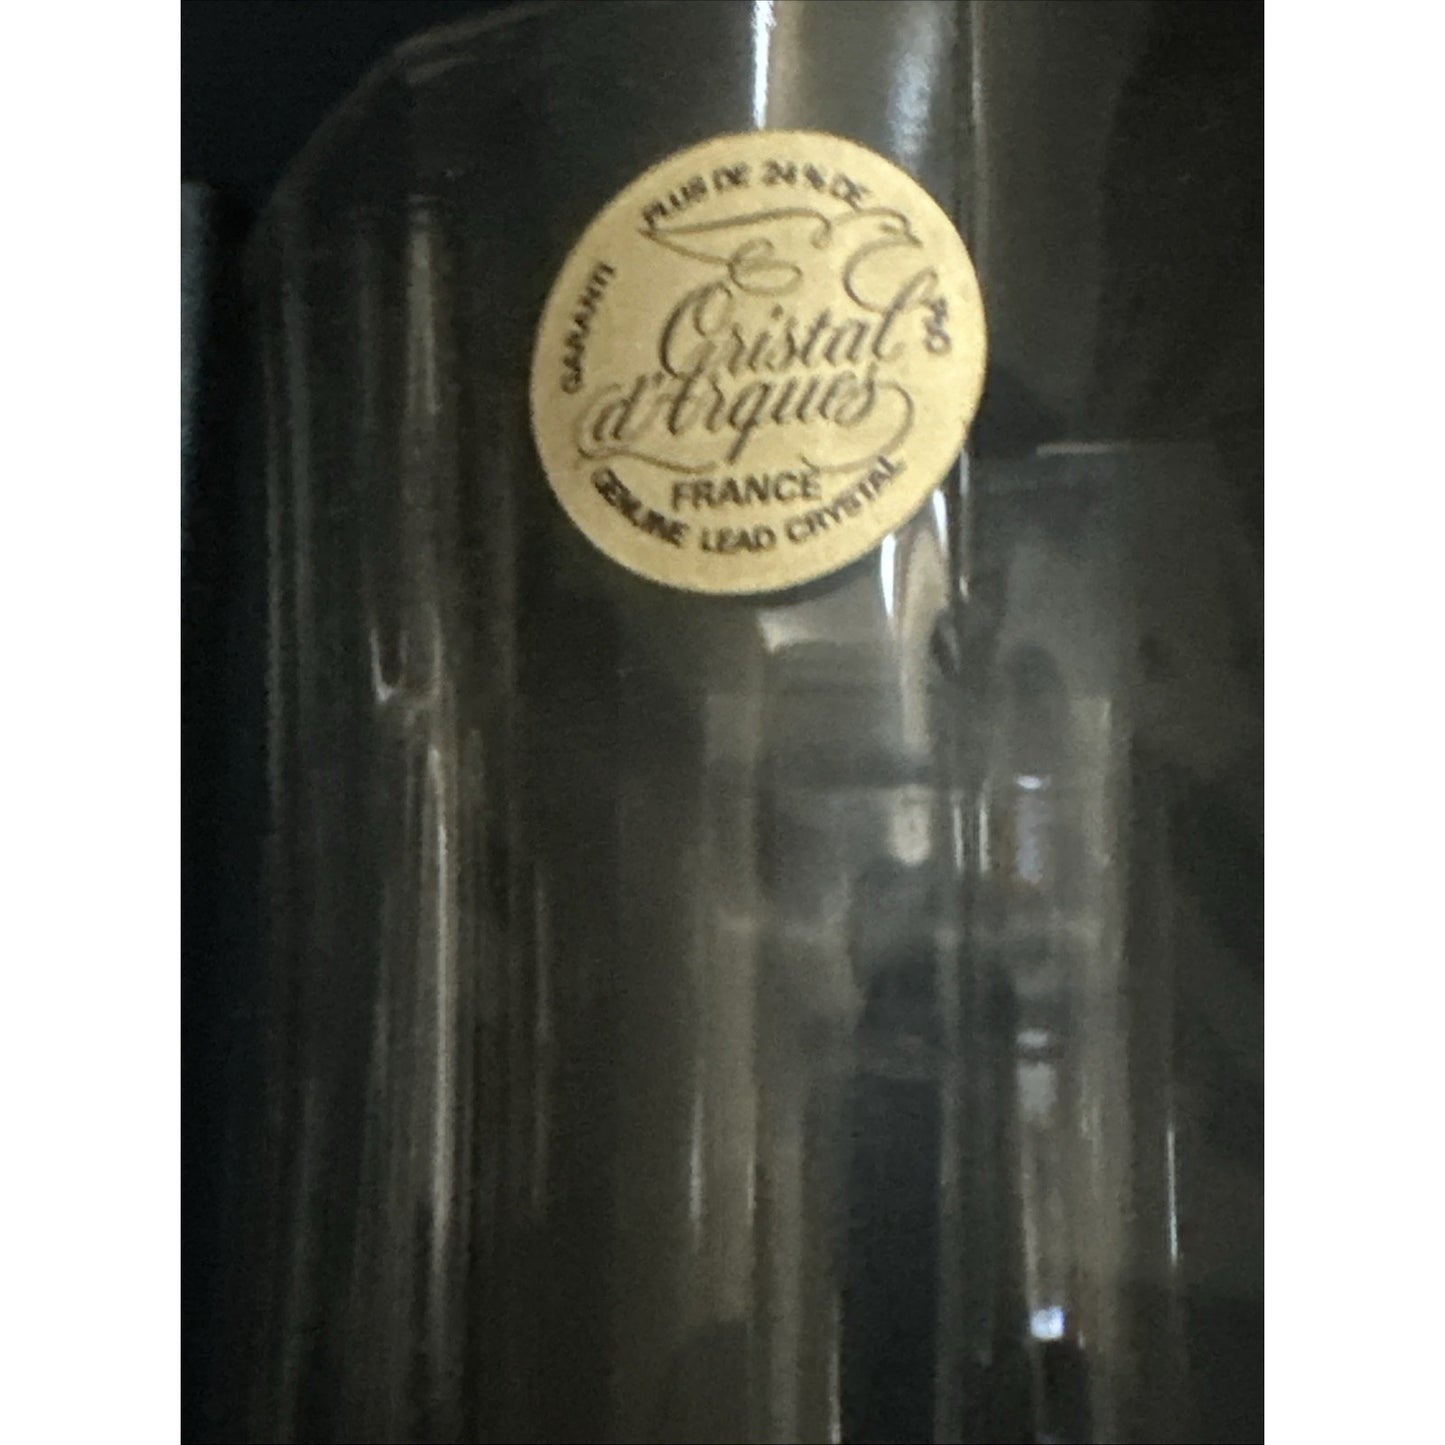 GARANTI PLUS DE 24% DE
Cristal
d'Arques
FRANCE
GENUINE LEAD CRYSTAL